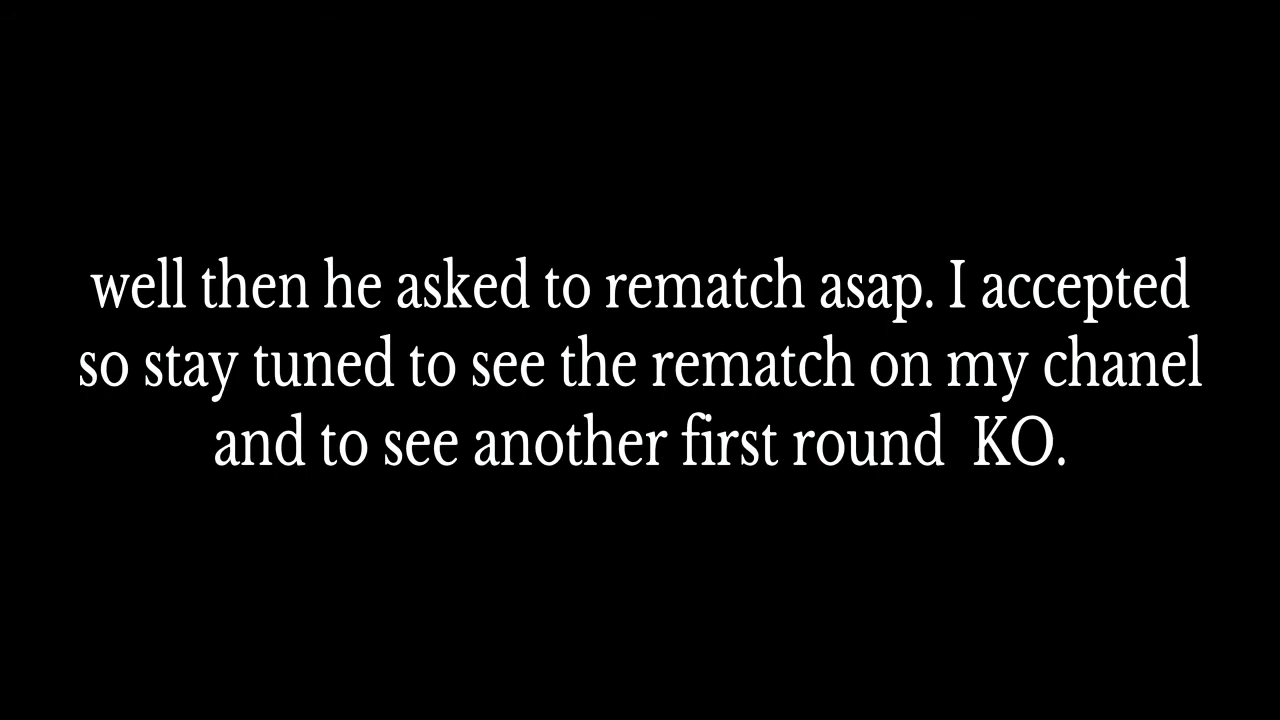 well then he asked to rematch asap. I accepted
so stay tuned to see the rematch on my chanel
and to see another first round  KO.